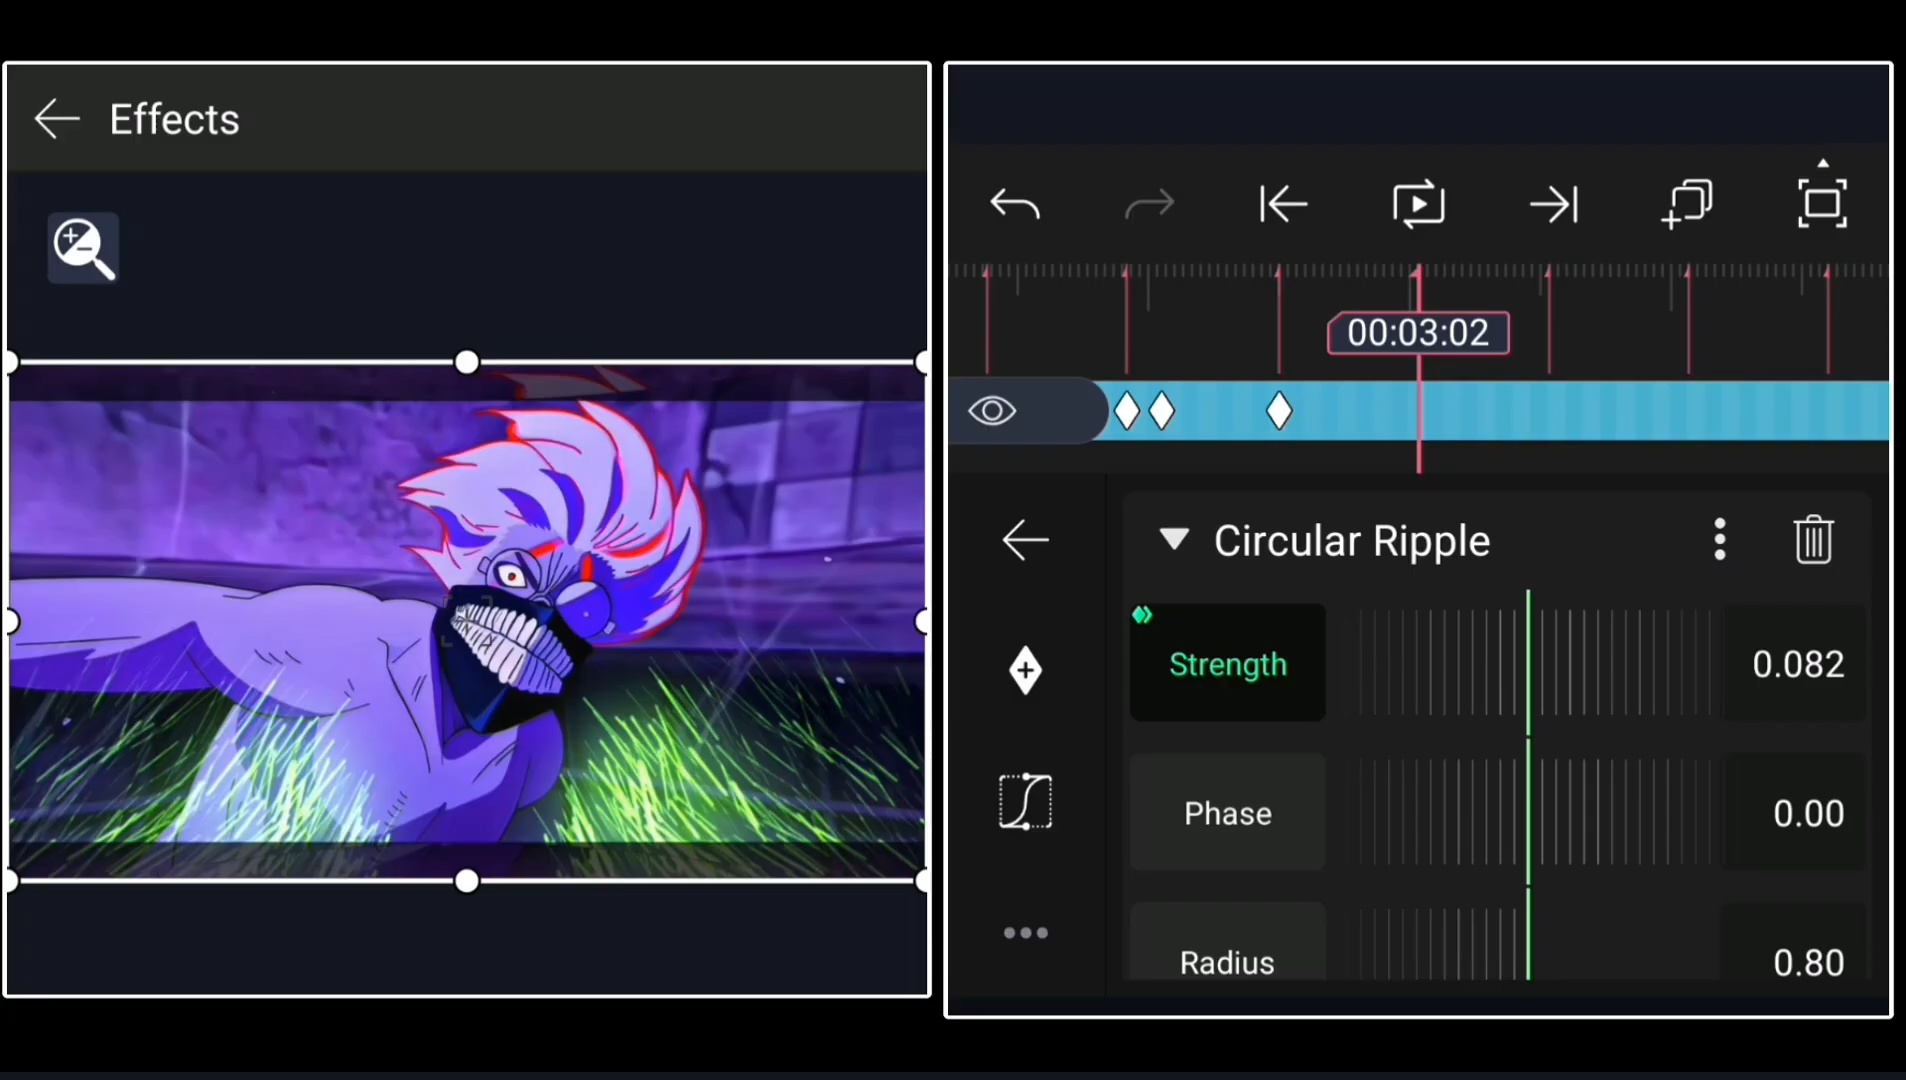 Effects
00:03:02
Circular Ripple
Strength
0.082
Phase
0.00
Radius
0.80